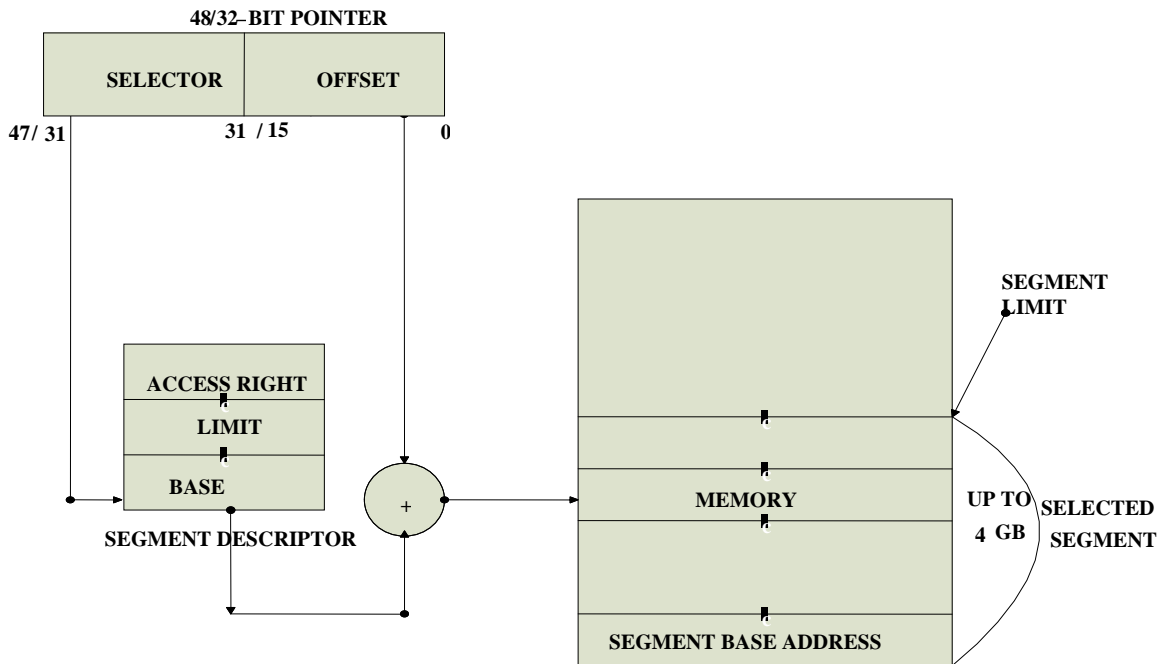 48/32–BIT POINTER
SELECTOR
OFFSET
47/ 31
31 / 15
0
SEGMENT
LIMIT
ACCESS RIGHT
LIMIT
BASE
+
MEMORY
UP TO
4 GB
SELECTED
SEGMENT
SEGMENT DESCRIPTOR
SEGMENT BASE ADDRESS